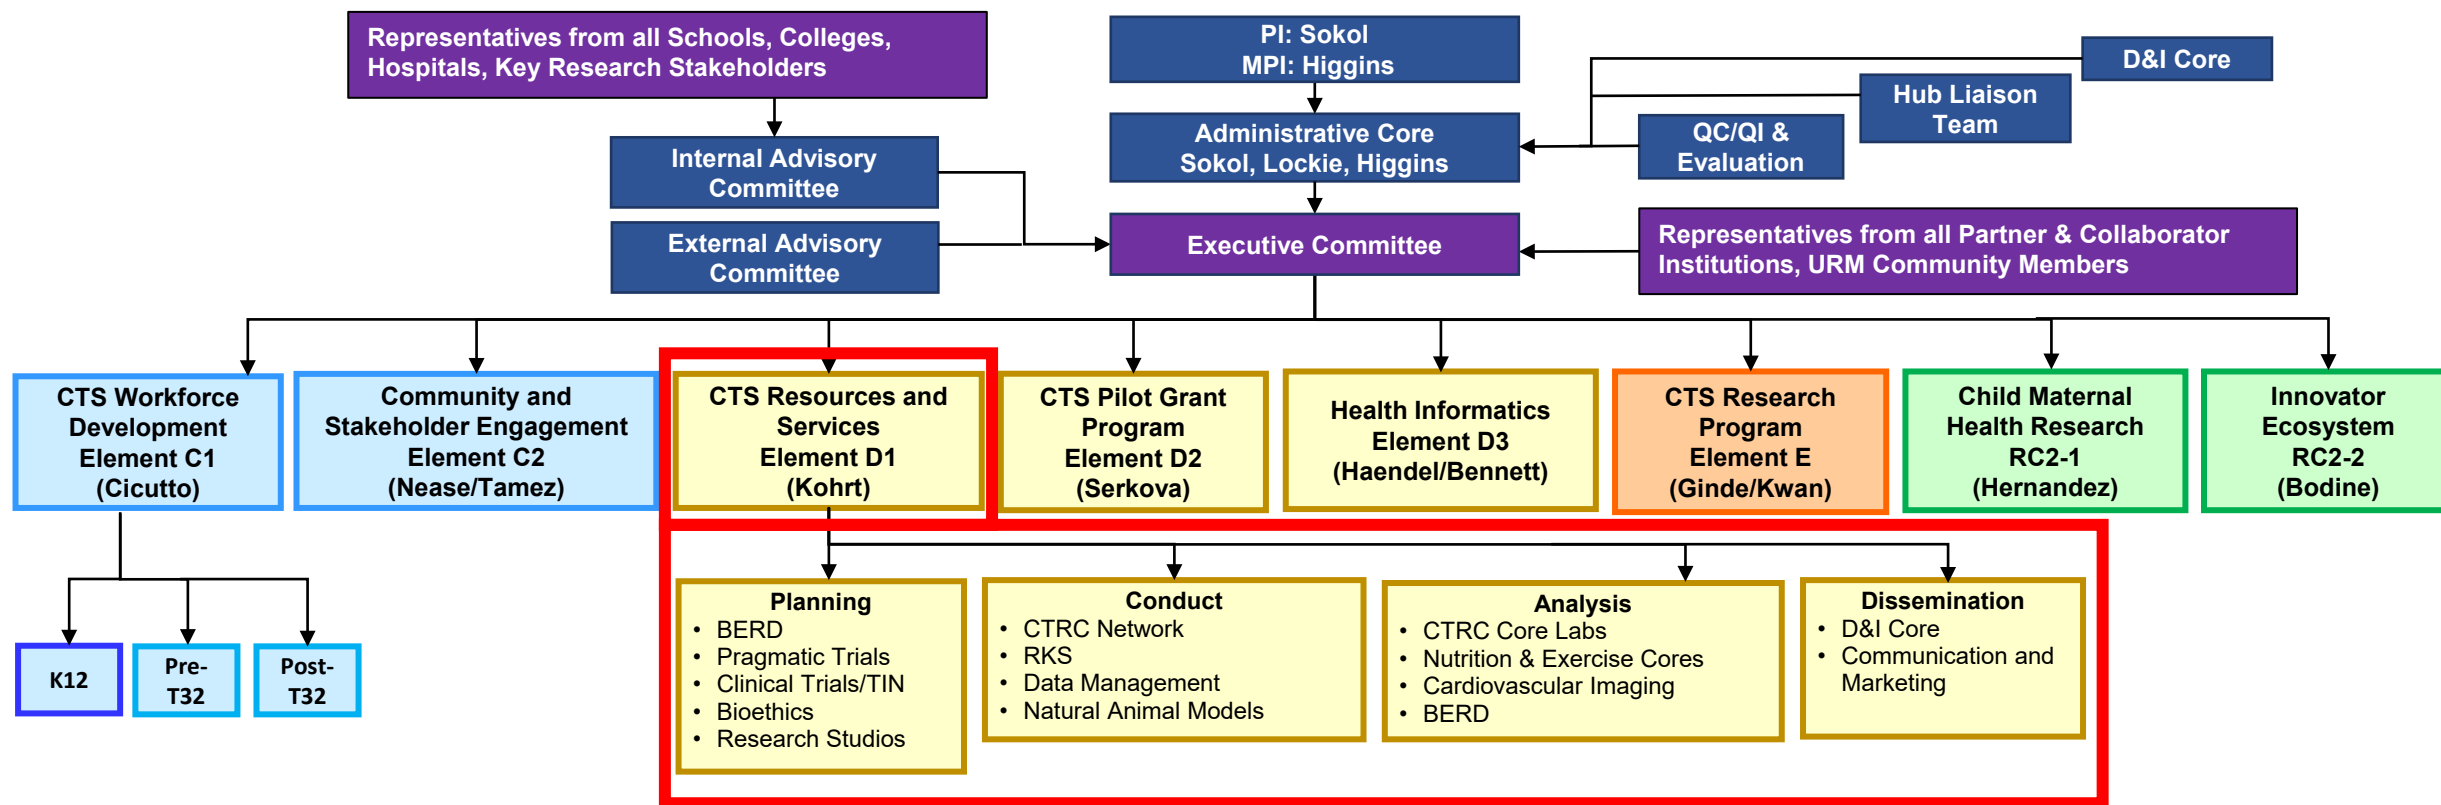 Representatives from all Schools, Colleges,
Hospitals, Key Research Stakeholders
PI: Sokol
MPI: Higgins
D&I Core
Hub Liaison
Team
QC/QI &
Evaluation
Administrative Core
Sokol, Lockie, Higgins
Internal Advisory
Committee
External Advisory
Committee
Executive Committee
Representatives from all Partner & Collaborator
Institutions, URM Community Members
CTS Workforce
Development
Element C1
(Cicutto)
Community and
Stakeholder Engagement
Element C2
(Nease/Tamez)
CTS Resources and
Services
Element D1
(Kohrt)
CTS Pilot Grant
Program
Element D2
(Serkova)
Health Informatics
Element D3
(Haendel/Bennett)
CTS Research
Program
Element E
(Ginde/Kwan)
Child Maternal
Health Research
RC2-1
(Hernandez)
Innovator
Ecosystem
RC2-2
(Bodine)
K12
Pre-
T32
Post-
T32
Planning
• BERD
• Pragmatic Trials
• Clinical Trials/TIN
• Bioethics
• Research Studios
Conduct
• CTRC Network
• RKS
• Data Management
• Natural Animal Models
Analysis
• CTRC Core Labs
• Nutrition & Exercise Cores
• Cardiovascular Imaging
• BERD
Dissemination
• D&I Core
• Communication and
Marketing